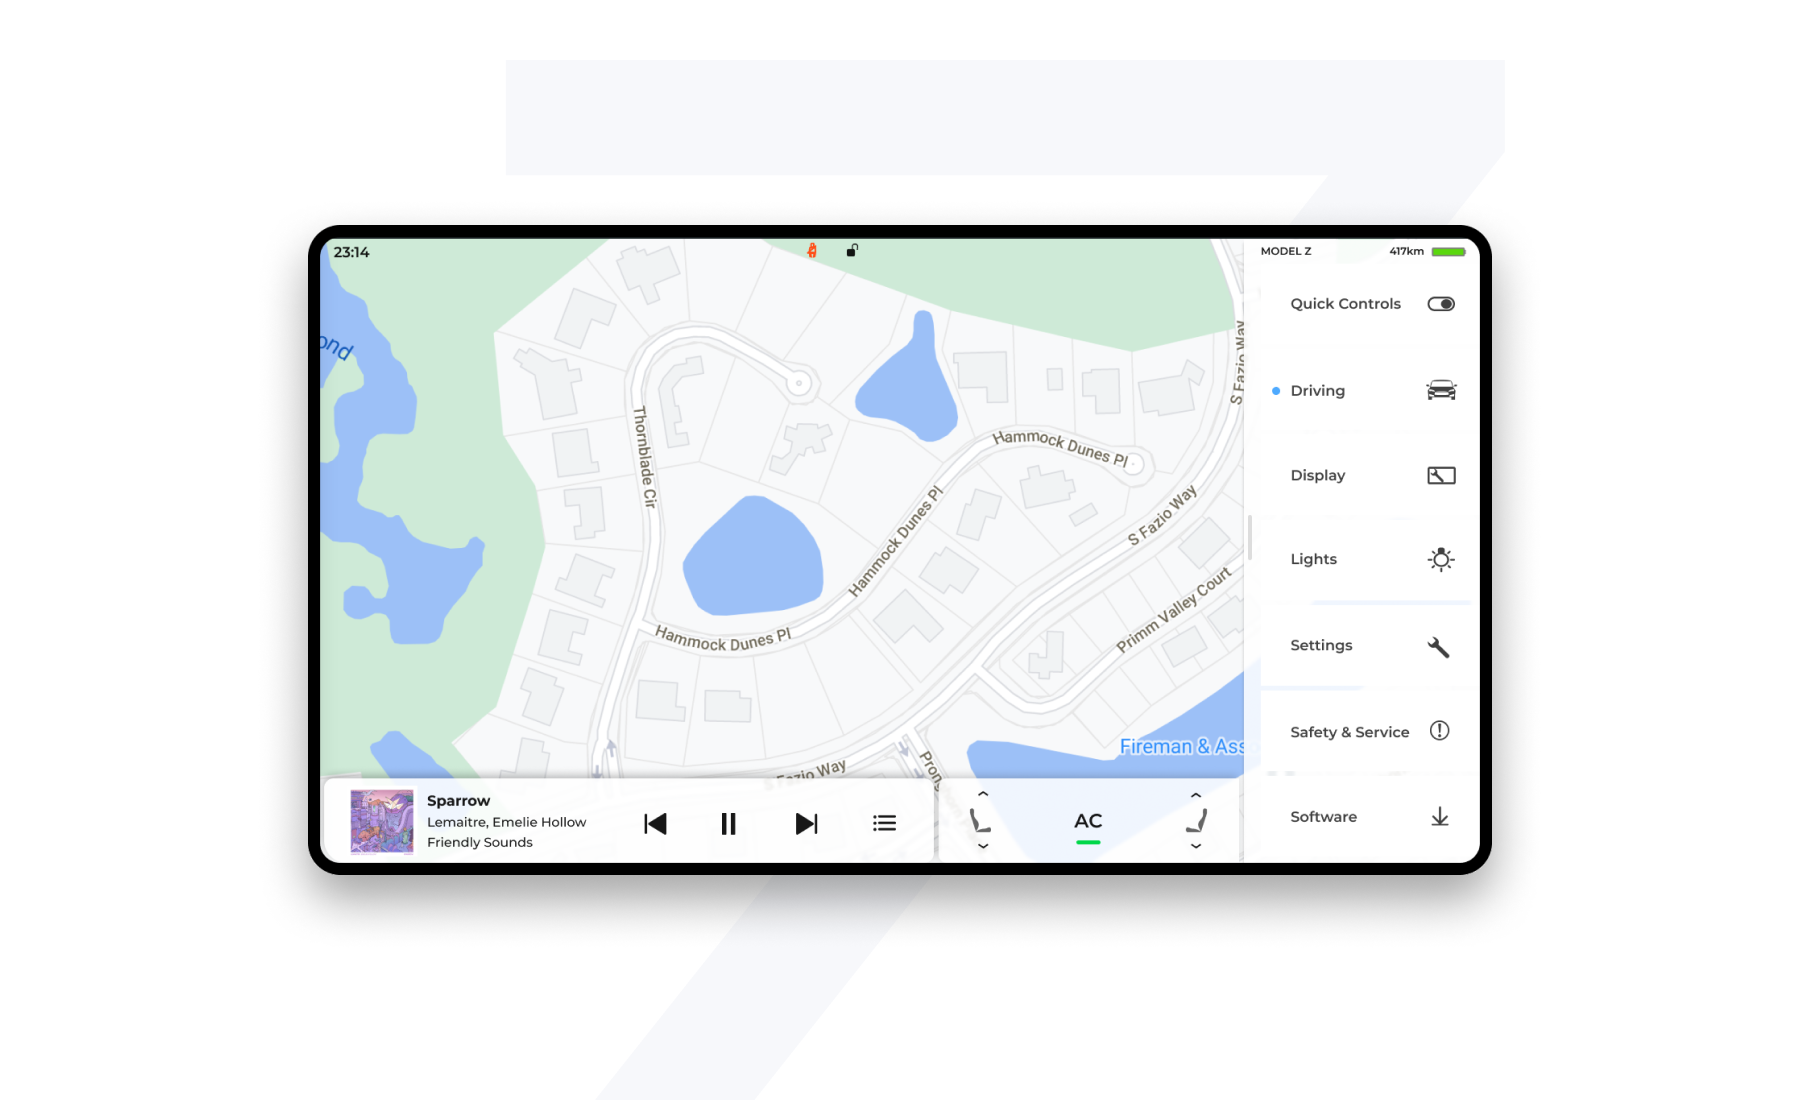 23:14
MODEL Z
417km
Quick Controls
Driving
Display
Lights
Settings
Safety & Service
Software
ond
Thornblade Cir
Hammock Dunes Pl
Hammock Dunes Pl
Hammock Dunes Pl
S Fazio Way
S Fazio Way
Primm Valley Court
Fireman & Asso
S Fazio Way
Pron
Sparrow
Lemaitre, Emelie Hollow
Friendly Sounds
AC